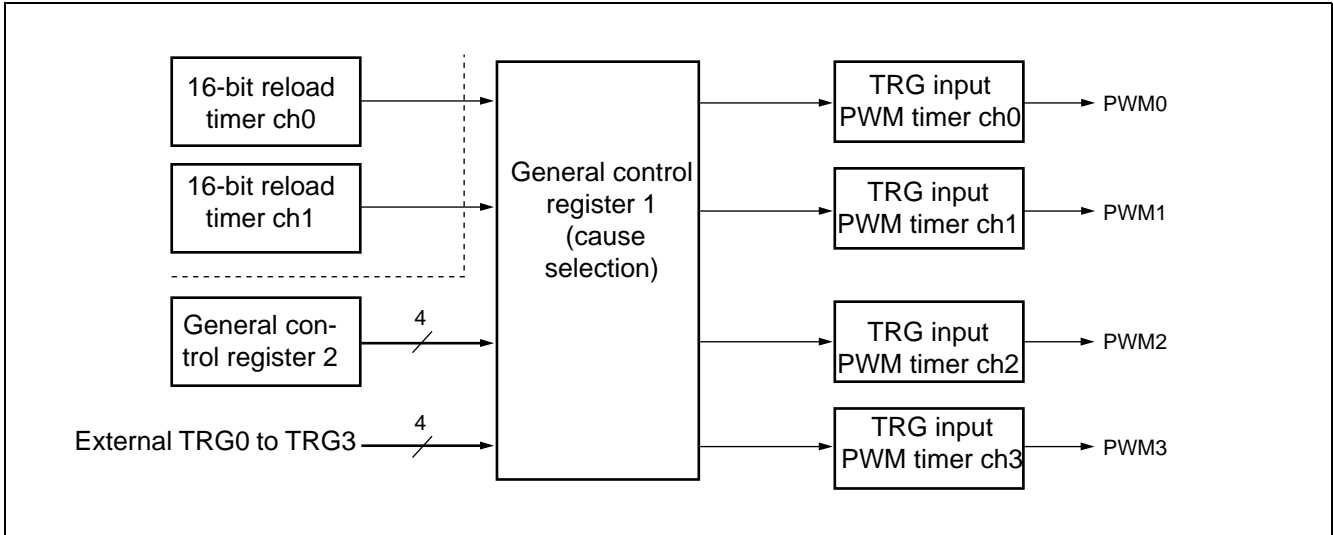 16-bit reload
timer ch0
16-bit reload
timer ch1
General con-
trol register 2
4
External TRG0 to TRG3
4
General control
register 1
(cause
selection)
TRG input
PWM timer ch0
PWM0
TRG input
PWM timer ch1
PWM1
TRG input
PWM timer ch2
PWM2
TRG input
PWM timer ch3
PWM3